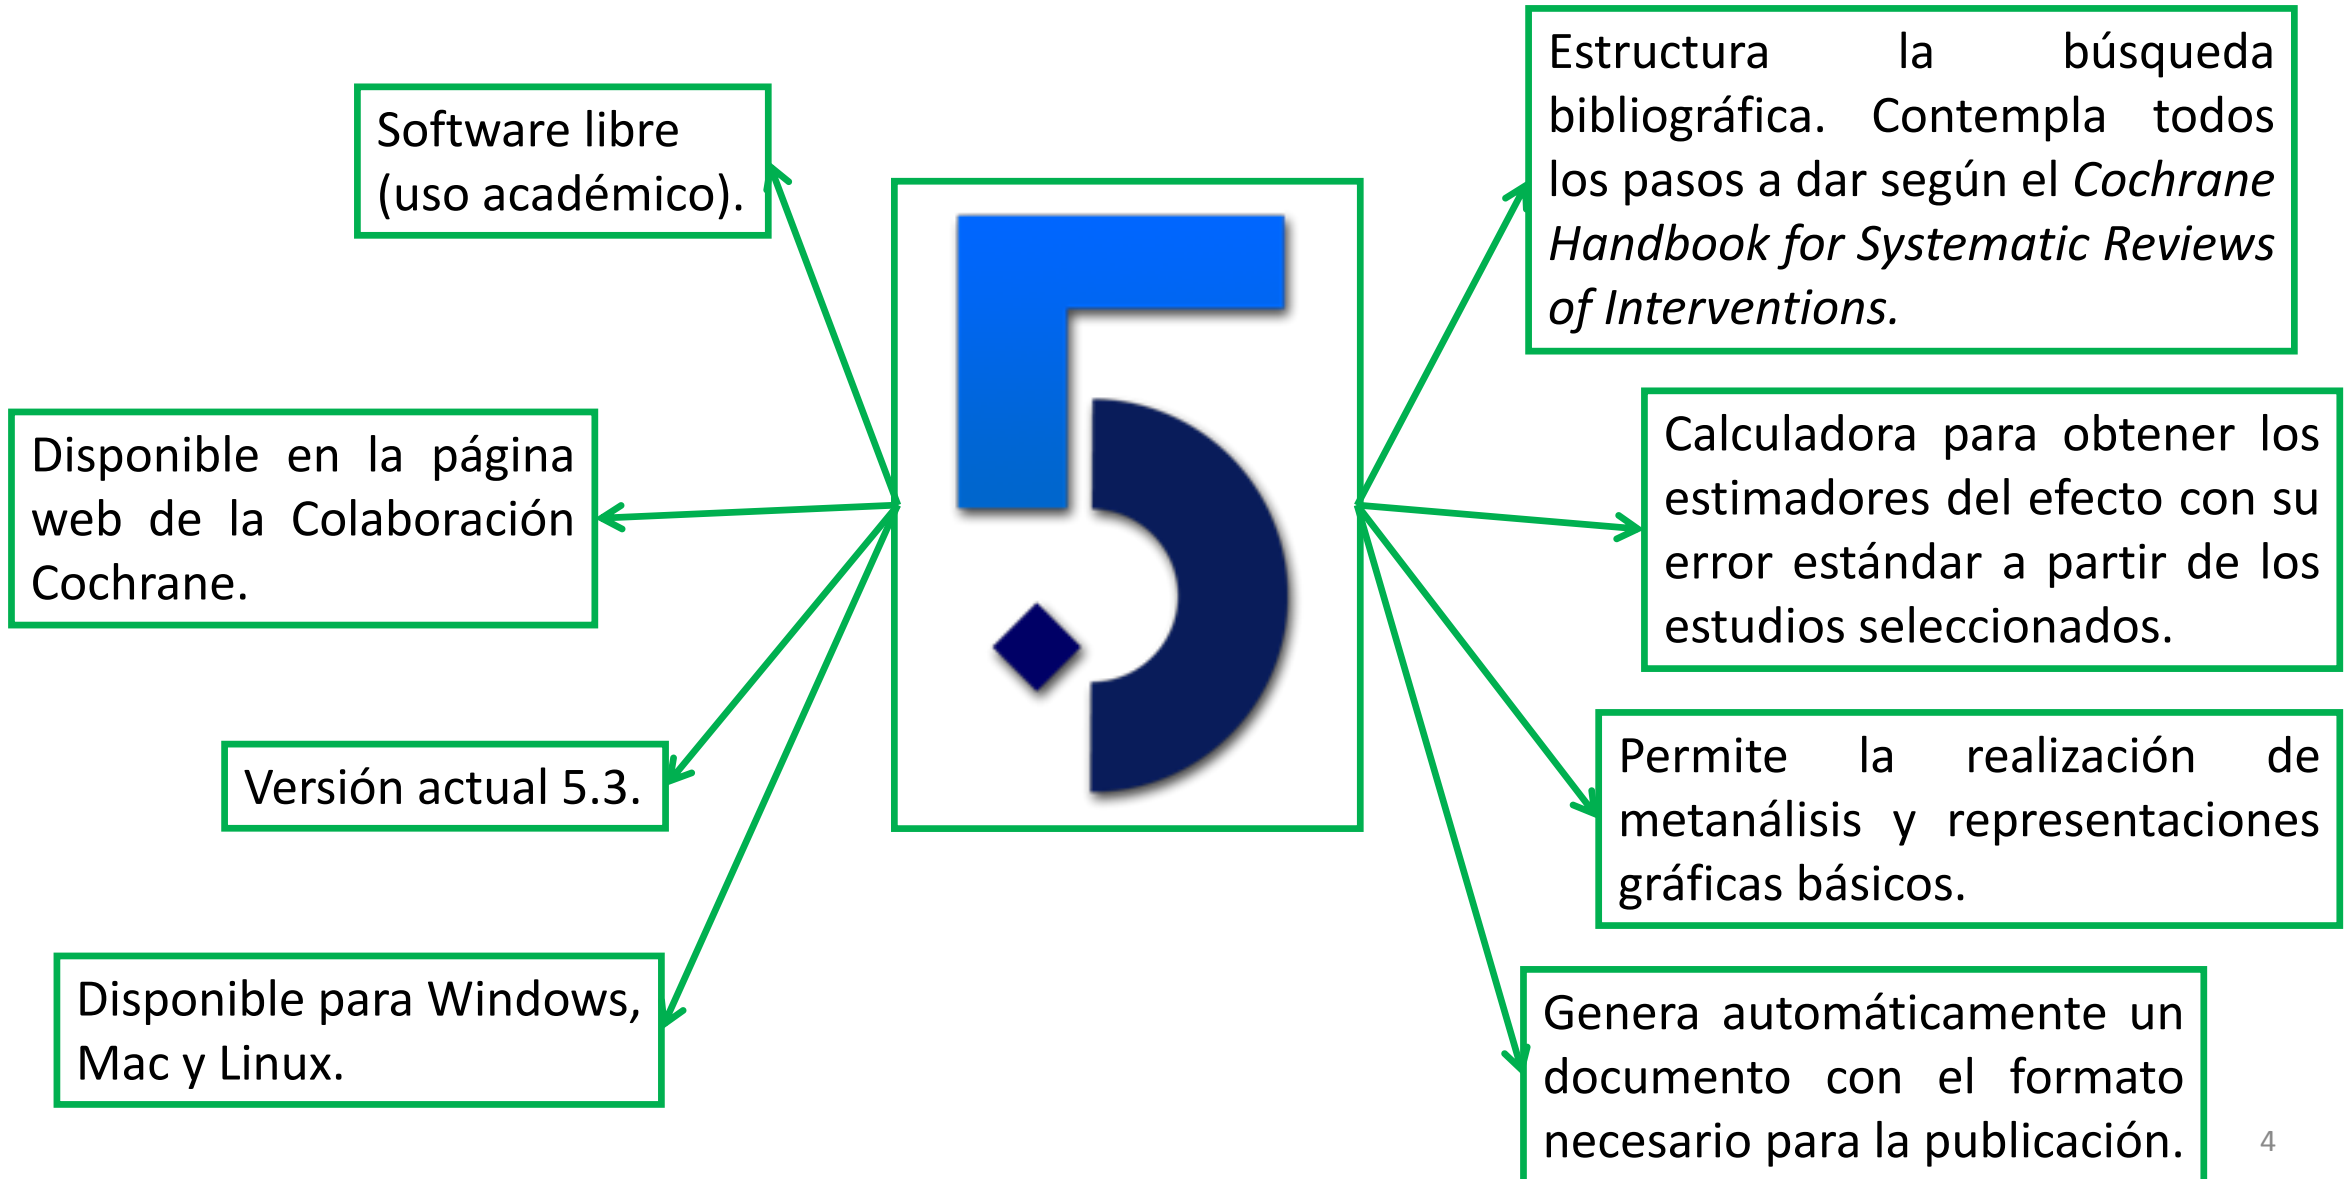 Software libre
(uso académico).
Disponible en la página
web de la Colaboración
Cochrane.
Versión actual 5.3.
Disponible para Windows,
Mac y Linux.
Estructura la búsqueda
bibliográfica. Contempla todos
los pasos a dar según el Cochrane
Handbook for Systematic Reviews
of Interventions.
Calculadora para obtener los
estimadores del efecto con su
error estándar a partir de los
estudios seleccionados.
Permite la realización de
metanálisis y representaciones
gráficas básicos.
Genera automáticamente un
documento con el formato
necesario para la publicación.
4